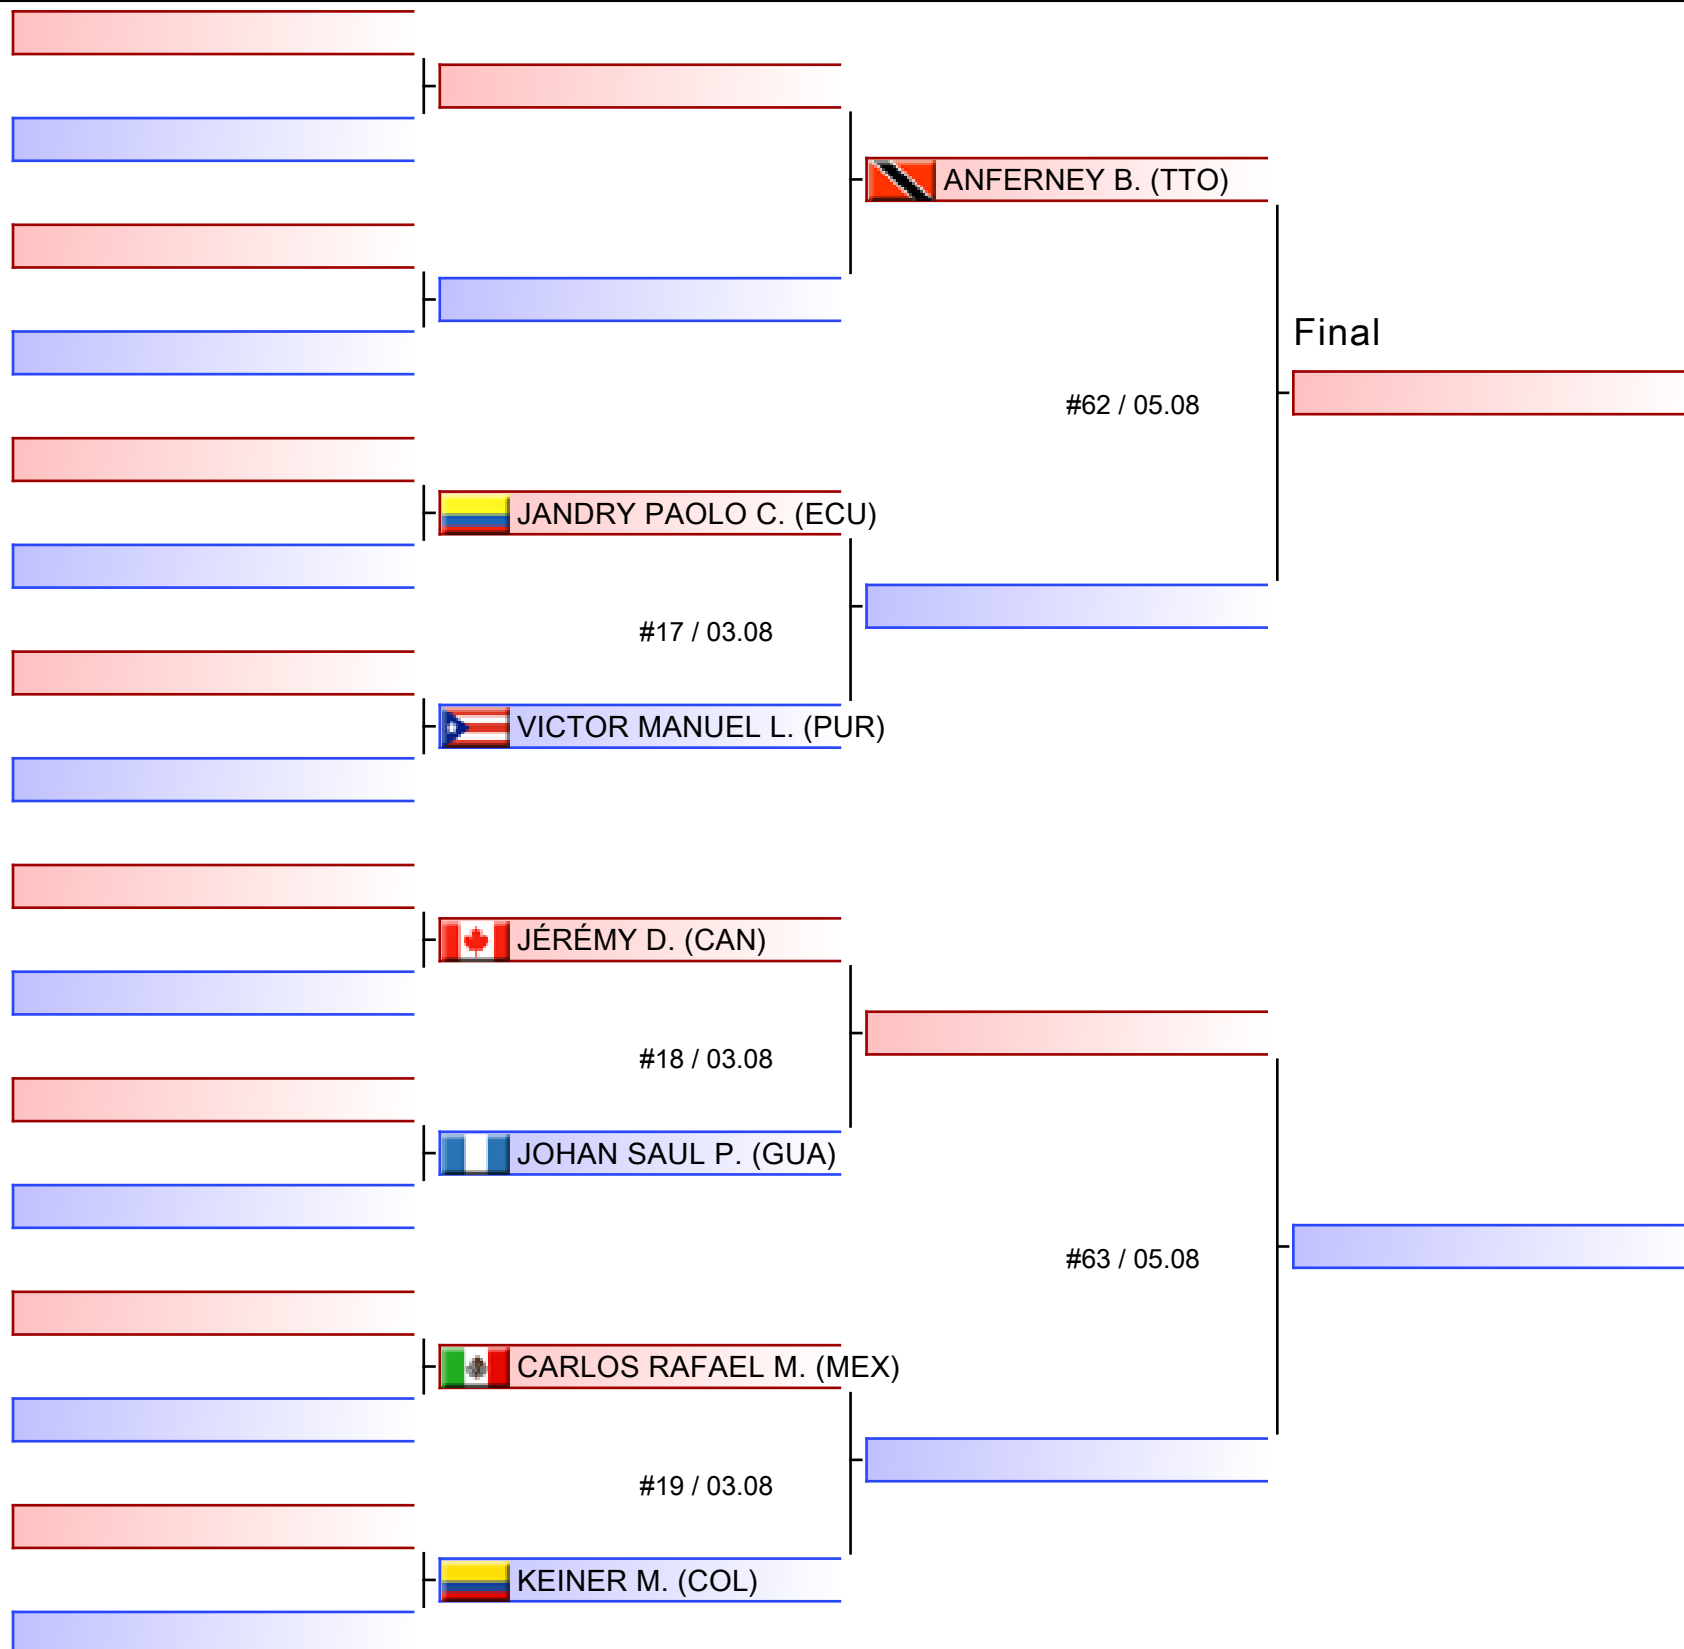 ANFERNEY B. (TTO)
Final
#62 / 05.08
JANDRY PAOLO C. (ECU)
#17 / 03.08
VICTOR MANUEL L. (PUR)
JÉRÉMY D. (CAN)
#18 / 03.08
JOHAN SAUL P. (GUA)
#63 / 05.08
CARLOS RAFAEL M. (MEX)
#19 / 03.08
KEINER M. (COL)